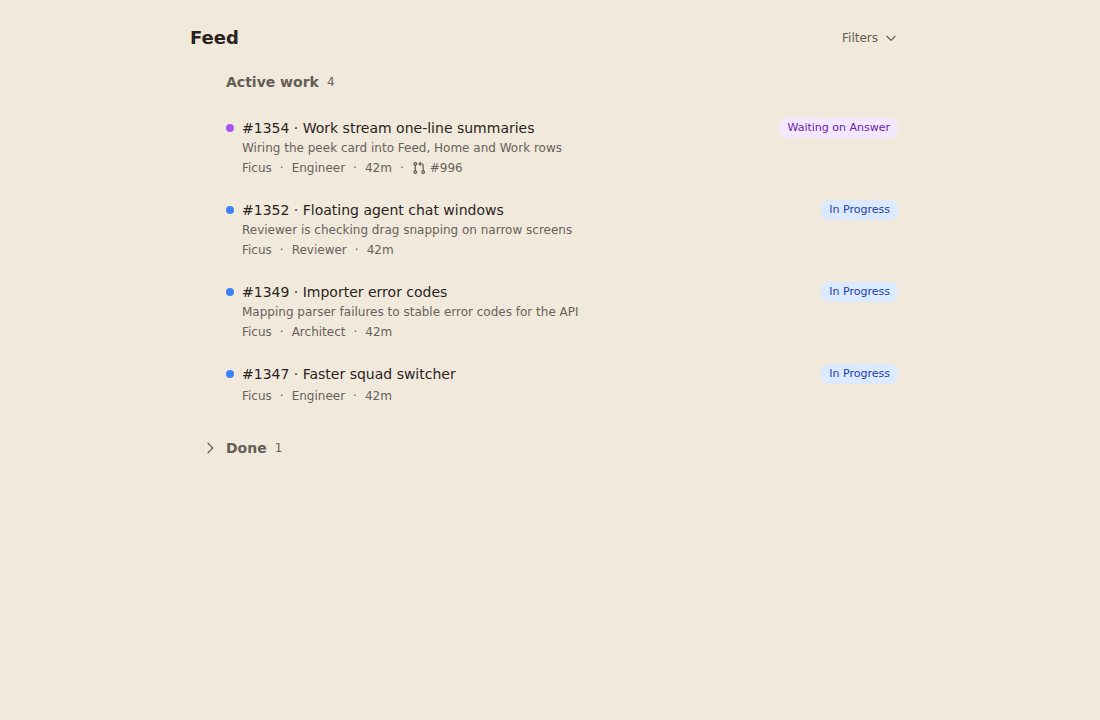 Feed
Filters
Active work 4
#1354 · Work stream one-line summaries
Waiting on Answer
Wiring the peek card into Feed, Home and Work rows
Ficus · Engineer · 42m · #996
#1352 · Floating agent chat windows
In Progress
Reviewer is checking drag snapping on narrow screens
Ficus · Reviewer · 42m
#1349 · Importer error codes
In Progress
Mapping parser failures to stable error codes for the API
Ficus · Architect · 42m
#1347 · Faster squad switcher
In Progress
Ficus · Engineer · 42m
Done 1